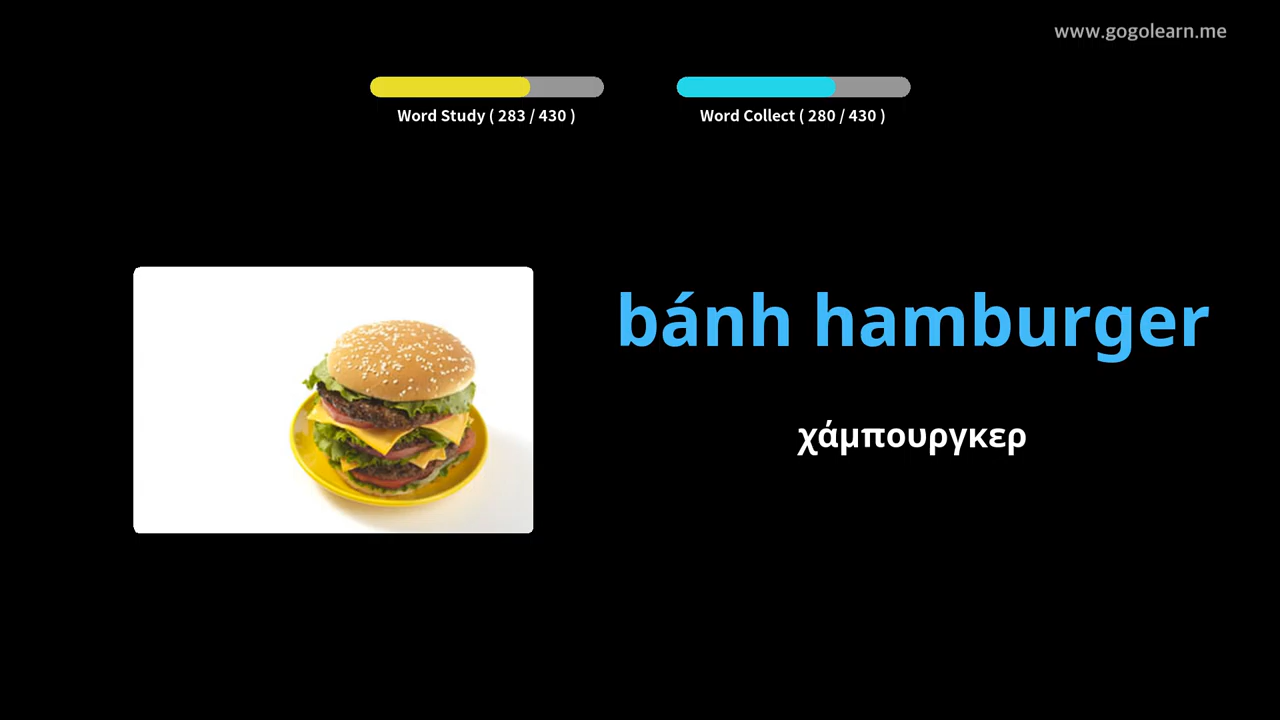 www.gogolearn.me
Word Study ( 283 / 430 )
Word Collect ( 280 / 430 )
bánh hamburger
χάμπουργκερ